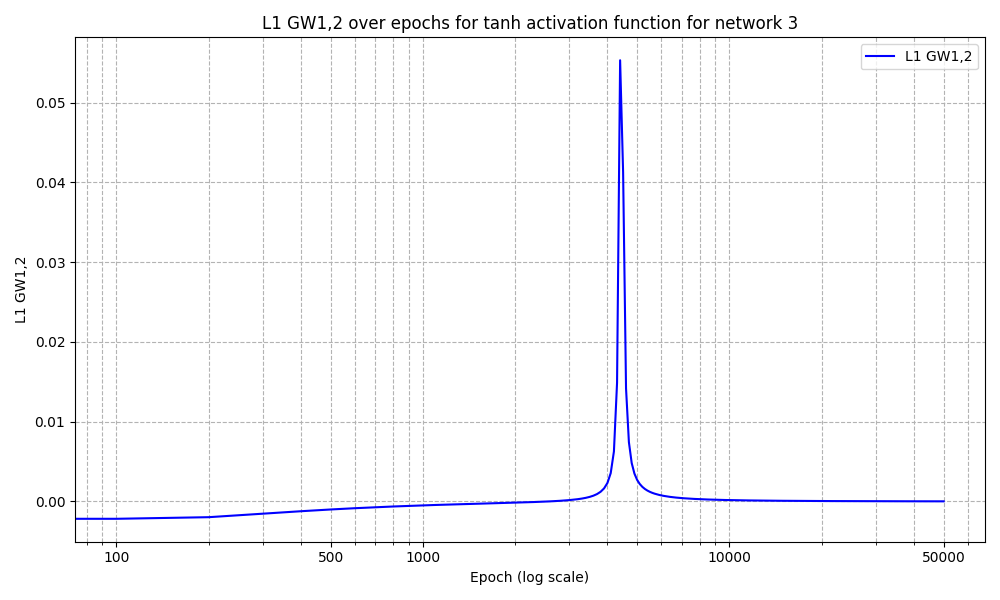 L1 GW1,2 over epochs for tanh activation function for network 3
L1 GW1,2
0.05
0.04
0.03
0.02
0.01
0.00
L1 GW1,2
100
500
1000
10000
50000
Epoch (log scale)